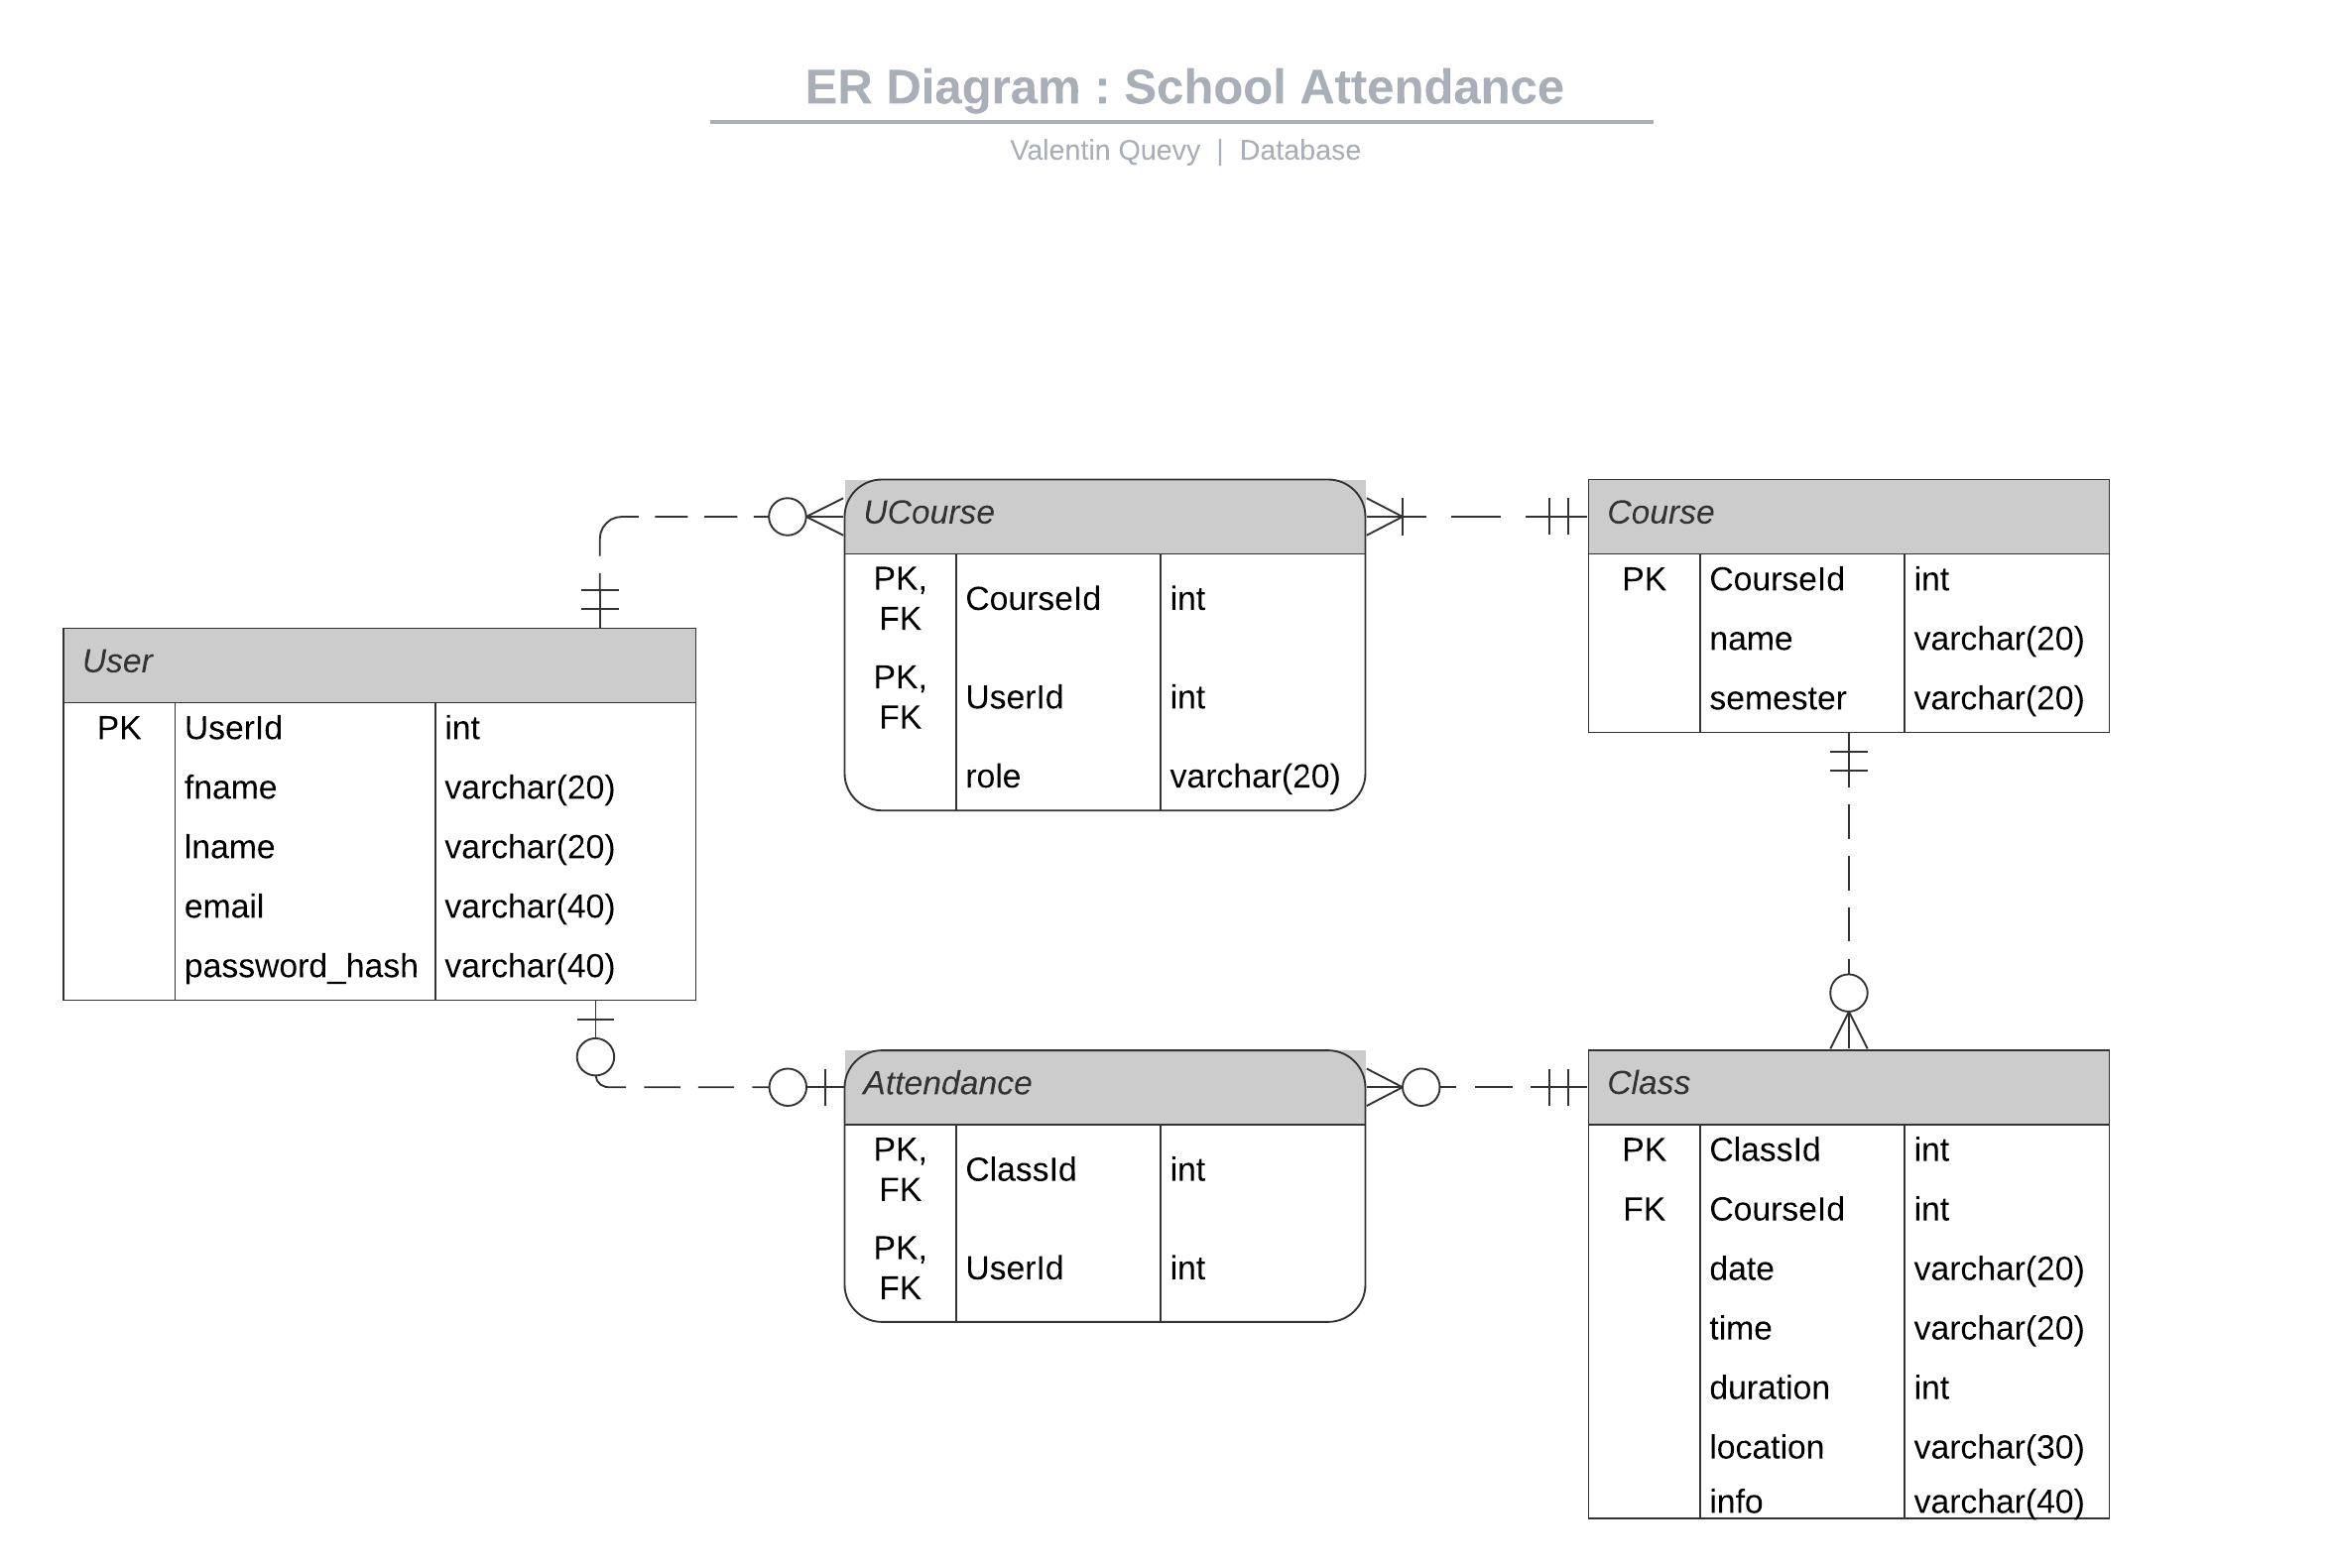 ER Diagram : School Attendance
Valentin Quevy | Database
User
PK UserId int
fname varchar(20)
lname varchar(20)
email varchar(40)
password_hash varchar(40)
UCourse
PK,
FK CourseId int
PK,
FK UserId int
role varchar(20)
Course
PK CourseId int
name varchar(20)
semester varchar(20)
Attendance
PK,
FK ClassId int
PK,
FK UserId int
Class
PK ClassId int
FK CourseId int
date varchar(20)
time varchar(20)
duration int
location varchar(30)
info varchar(40)